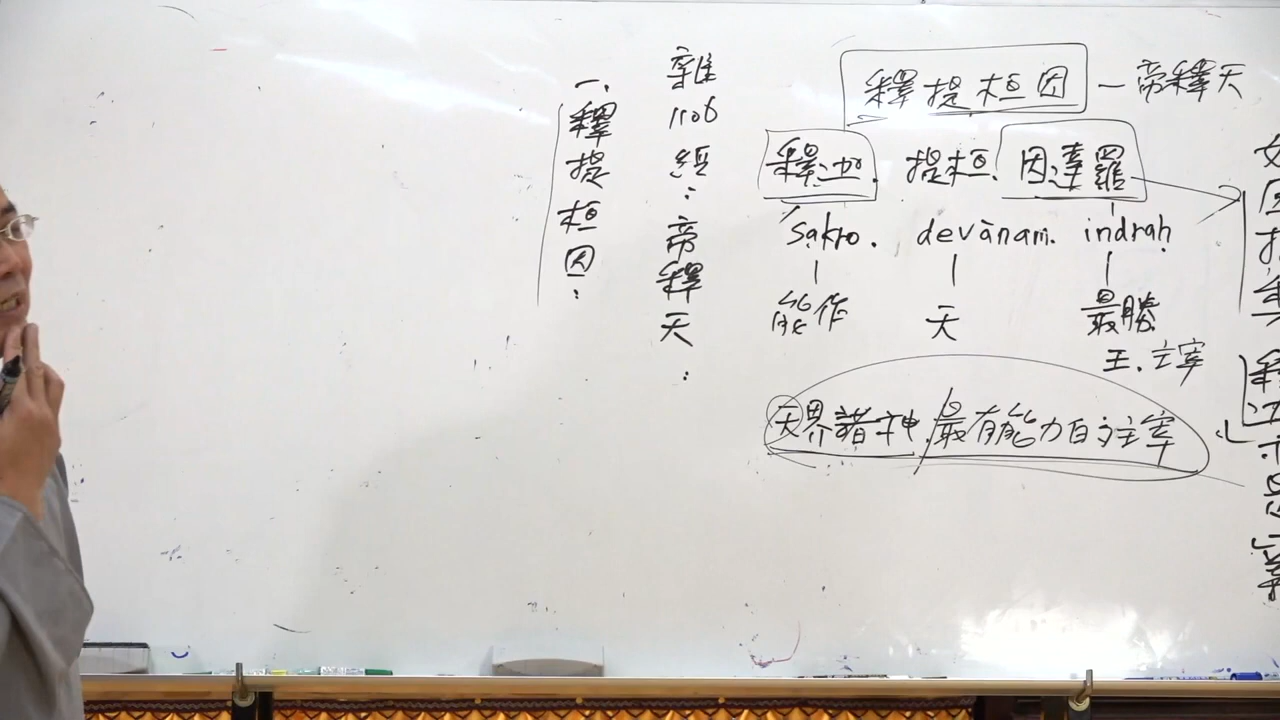 釋提桓因 — 帝釋天
釋迦. 提桓. 因達羅
sakro. devānam. indrah
能作 天 最勝
王. 主宰
天界諸神, 最有能力的主宰
雜1106經:帝釋天:
一、釋提桓因: